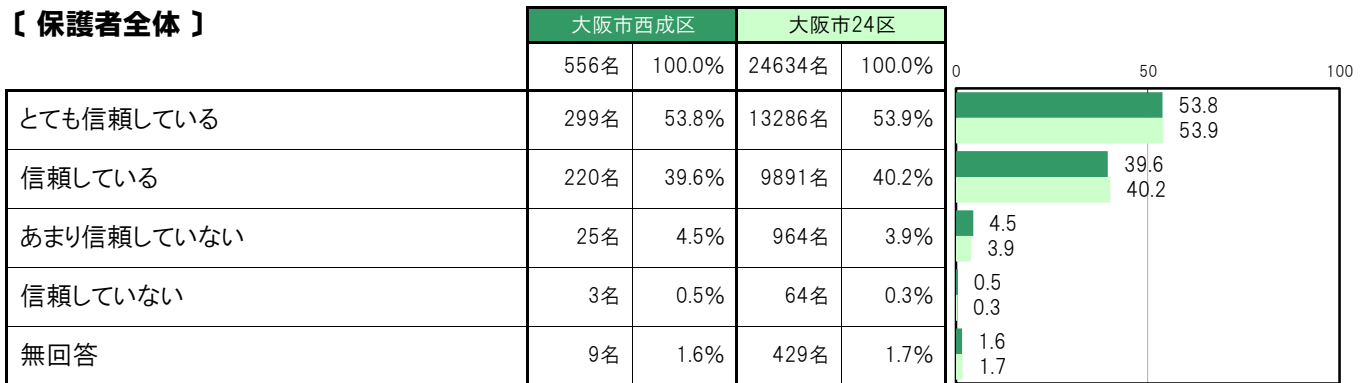 〔 保護者全体 〕
大阪市西成区 大阪市24区
556名 100.0% 24634名 100.0% 0 50 100
とても信頼している 299名 53.8% 13286名 53.9% 53.8
53.9
信頼している 220名 39.6% 9891名 40.2% 39.6
40.2
あまり信頼していない 25名 4.5% 964名 3.9% 4.5
3.9
信頼していない 3名 0.5% 64名 0.3% 0.5
0.3
無回答 9名 1.6% 429名 1.7% 1.6
1.7